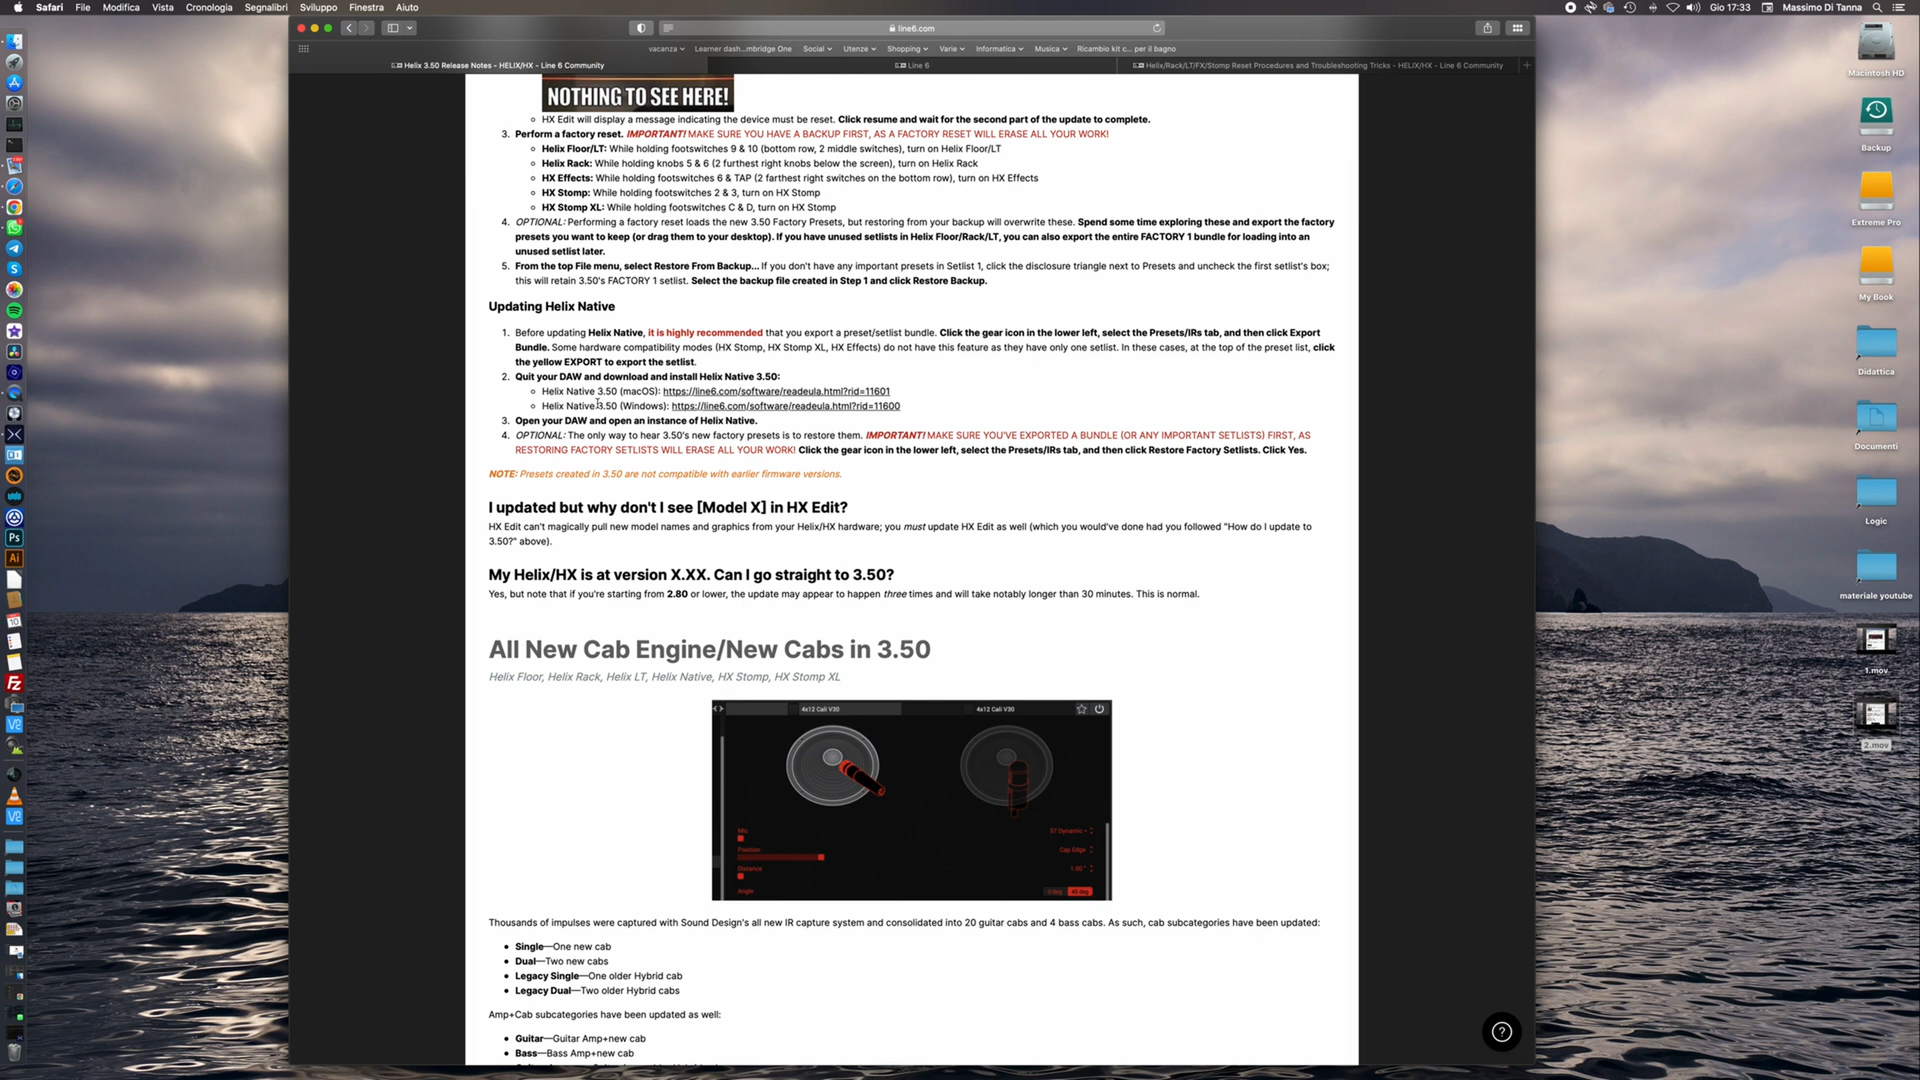 Safari File Modifica Vista Cronologia Segnalibri Sviluppo Finestra Aiuto
Gio 17:33 Massimo Di Tanna
line6.com
vacanza Learner dash...mbridge One Social Utenze Shopping Varie Informatica Musica Ricambio kit c... per il bagno
Helix 3.50 Release Notes - HELIX/HX - Line 6 Community
Line 6
Helix/Rack/LT/FX/Stomp Reset Procedures and Troubleshooting Tricks - HELIX/HX - Line 6 Community
NOTHING TO SEE HERE!
HX Edit will display a message indicating the device must be reset. Click resume and wait for the second part of the update to complete.
3. Perform a factory reset. IMPORTANT! MAKE SURE YOU HAVE A BACKUP FIRST, AS A FACTORY RESET WILL ERASE ALL YOUR WORK!
Helix Floor/LT: While holding footswitches 9 & 10 (bottom row, 2 middle switches), turn on Helix Floor/LT
Helix Rack: While holding knobs 5 & 6 (2 furthest right knobs below the screen), turn on Helix Rack
HX Effects: While holding footswitches 6 & TAP (2 farthest right switches on the bottom row), turn on HX Effects
HX Stomp: While holding footswitches 2 & 3, turn on HX Stomp
HX Stomp XL: While holding footswitches C & D, turn on HX Stomp
4. OPTIONAL: Performing a factory reset loads the new 3.50 Factory Presets, but restoring from your backup will overwrite these. Spend some time exploring these and export the factory
presets you want to keep (or drag them to your desktop). If you have unused setlists in Helix Floor/Rack/LT, you can also export the entire FACTORY 1 bundle for loading into an
unused setlist later.
5. From the top File menu, select Restore From Backup... If you don't have any important presets in Setlist 1, click the disclosure triangle next to Presets and uncheck the first setlist's box;
this will retain 3.50's FACTORY 1 setlist. Select the backup file created in Step 1 and click Restore Backup.
Updating Helix Native
1. Before updating Helix Native, it is highly recommended that you export a preset/setlist bundle. Click the gear icon in the lower left, select the Presets/IRs tab, and then click Export
Bundle. Some hardware compatibility modes (HX Stomp, HX Stomp XL, HX Effects) do not have this feature as they have only one setlist. In these cases, at the top of the preset list, click
the yellow EXPORT to export the setlist.
2. Quit your DAW and download and install Helix Native 3.50:
Helix Native 3.50 (macOS): https://line6.com/software/readeula.html?rid=11601
Helix Native 3.50 (Windows): https://line6.com/software/readeula.html?rid=11600
3. Open your DAW and open an instance of Helix Native.
4. OPTIONAL: The only way to hear 3.50's new factory presets is to restore them. IMPORTANT! MAKE SURE YOU'VE EXPORTED A BUNDLE (OR ANY IMPORTANT SETLISTS) FIRST, AS
RESTORING FACTORY SETLISTS WILL ERASE ALL YOUR WORK! Click the gear icon in the lower left, select the Presets/IRs tab, and then click Restore Factory Setlists. Click Yes.
NOTE: Presets created in 3.50 are not compatible with earlier firmware versions.
I updated but why don't I see [Model X] in HX Edit?
HX Edit can't magically pull new model names and graphics from your Helix/HX hardware; you must update HX Edit as well (which you would've done had you followed "How do I update to
3.50?" above).
My Helix/HX is at version X.XX. Can I go straight to 3.50?
Yes, but note that if you're starting from 2.80 or lower, the update may appear to happen three times and will take notably longer than 30 minutes. This is normal.
All New Cab Engine/New Cabs in 3.50
Helix Floor, Helix Rack, Helix LT, Helix Native, HX Stomp, HX Stomp XL
4x12 Cali V30 4x12 Cali V30
Mic 57 Dynamic
Position Cap Edge
Distance 1.00"
Angle 0 deg 45 deg
Thousands of impulses were captured with Sound Design's all new IR capture system and consolidated into 20 guitar cabs and 4 bass cabs. As such, cab subcategories have been updated:
Single—One new cab
Dual—Two new cabs
Legacy Single—One older Hybrid cab
Legacy Dual—Two older Hybrid cabs
Amp+Cab subcategories have been updated as well:
Guitar—Guitar Amp+new cab
Bass—Bass Amp+new cab
Macintosh HD
Backup
Extreme Pro
My Book
Didattica
Documenti
Logic
materiale youtube
1.mov
2.mov
Ps
Ai
Fz